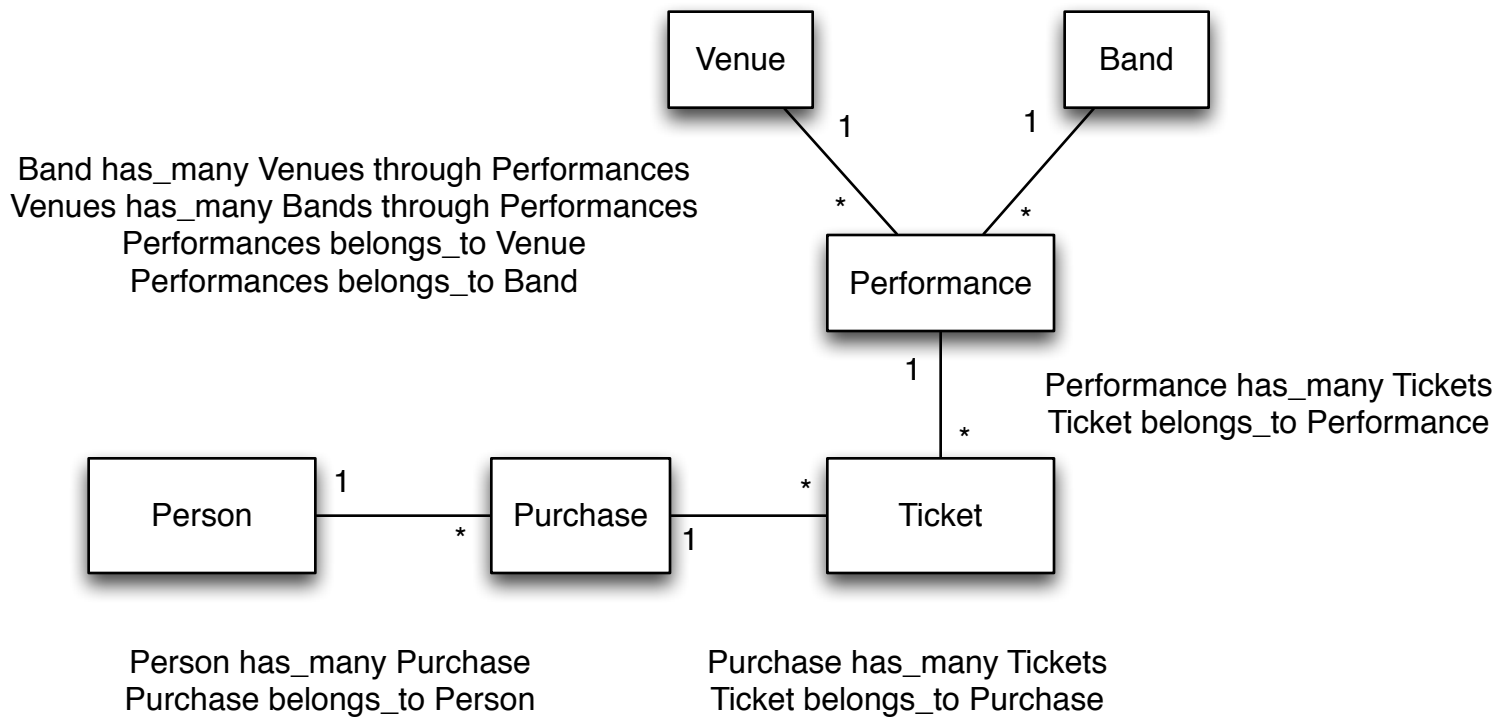 Venue
Band
1
1
Band has_many Venues through Performances
Venues has_many Bands through Performances
Performances belongs_to Venue
Performances belongs_to Band
*
*
Performance
1
Performance has_many Tickets
Ticket belongs_to Performance
*
Person
1
*
Purchase
1
*
Ticket
Person has_many Purchase
Purchase belongs_to Person
Purchase has_many Tickets
Ticket belongs_to Purchase